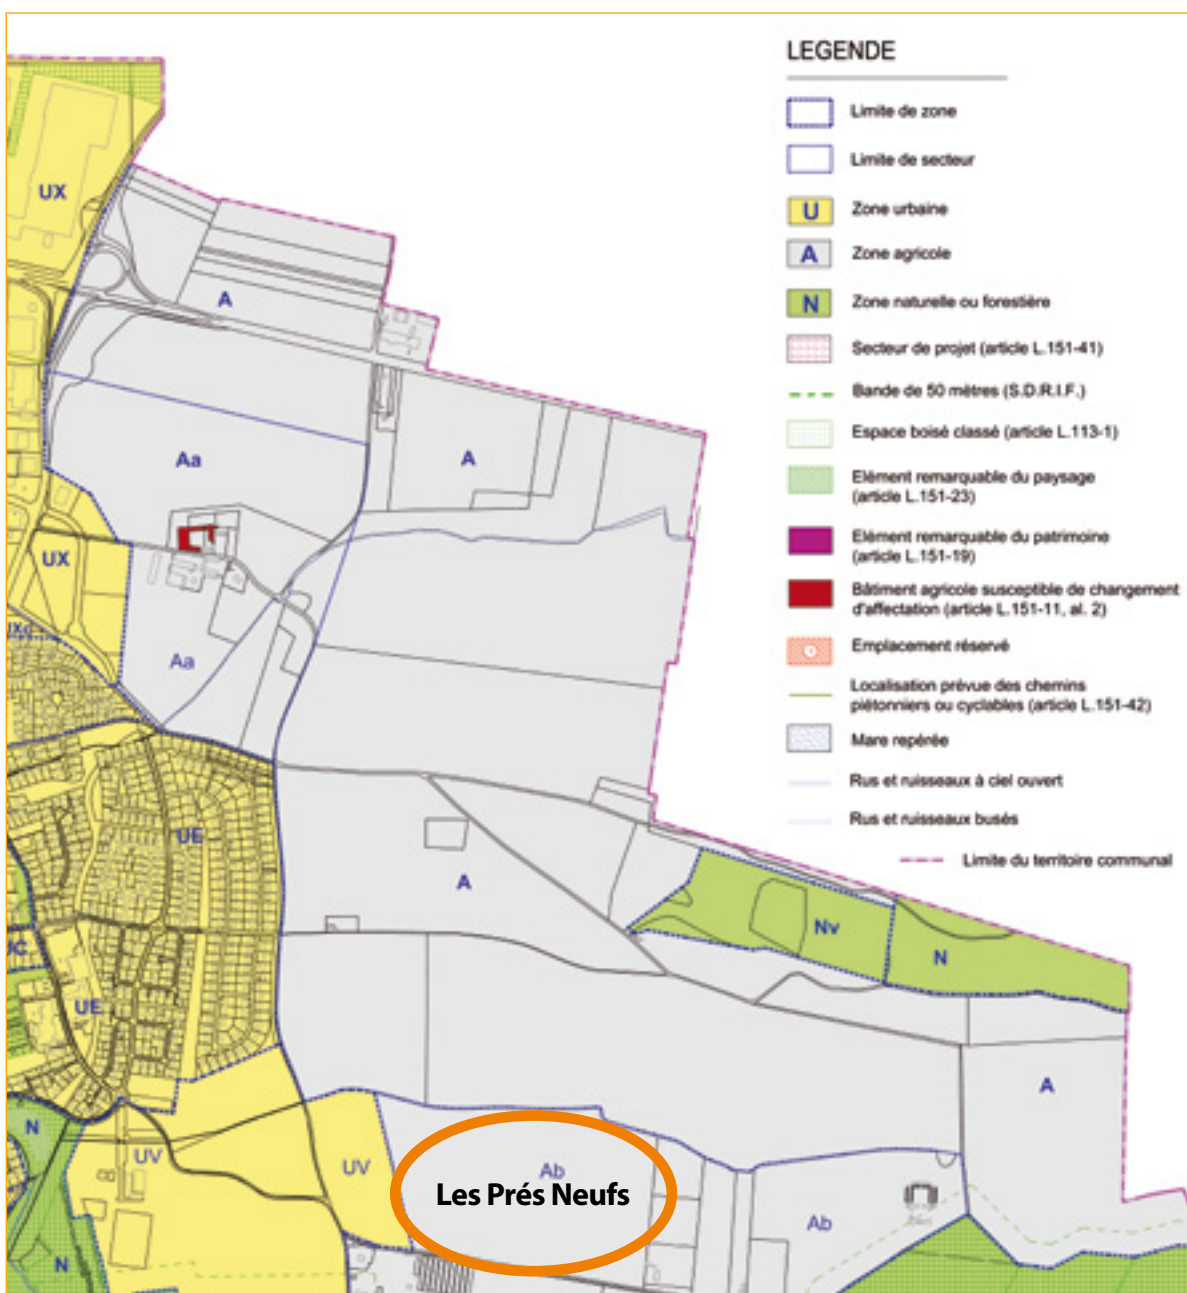 LEGENDE
Limite de zone
Limite de secteur
U Zone urbaine
A Zone agricole
N Zone naturelle ou forestière
Secteur de projet (article L.151-41)
Bande de 50 mètres (S.D.R.I.F.)
Espace boisé classé (article L.113-1)
Elément remarquable du paysage
(article L.151-23)
Elément remarquable du patrimoine
(article L.151-19)
Bâtiment agricole susceptible de changement
d'affectation (article L.151-11, al. 2)
Emplacement réservé
Localisation prévue des chemins
piétonniers ou cyclables (article L.151-42)
Mare repérée
Rus et ruisseaux à ciel ouvert
Rus et ruisseaux busés
Limite du territoire communal
UX
A
Aa
A
UX
Aa
UE
A
Nv
N
UE
A
N
UV
UV
Ab
Les Prés Neufs
Ab
N